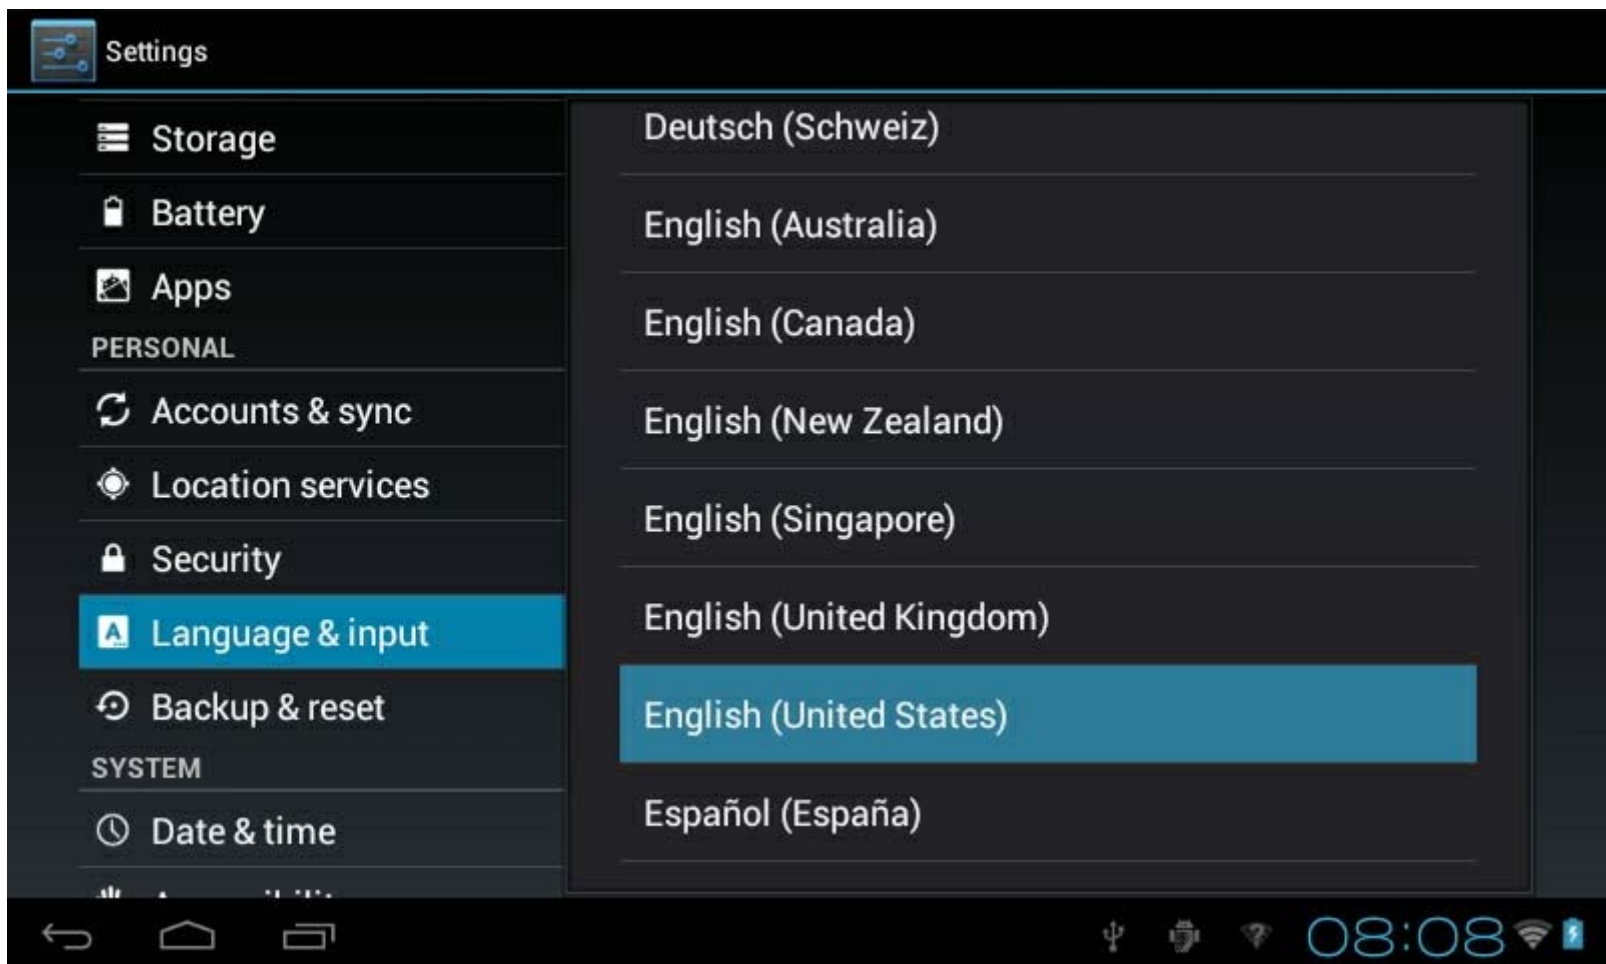 Settings
Storage
Battery
Apps
PERSONAL
Accounts & sync
Location services
Security
Language & input
Backup & reset
SYSTEM
Date & time
Deutsch (Schweiz)
English (Australia)
English (Canada)
English (New Zealand)
English (Singapore)
English (United Kingdom)
English (United States)
Español (España)
08:08